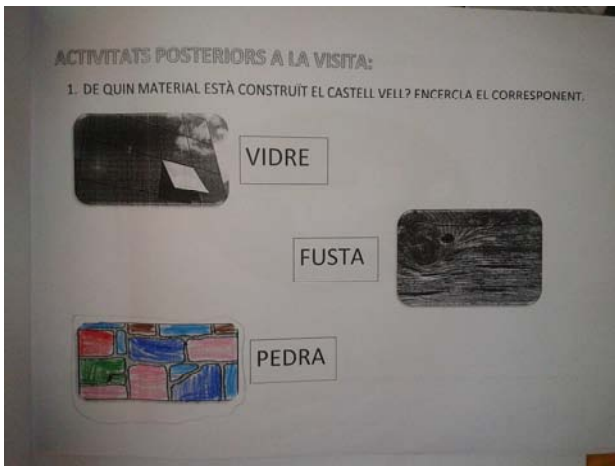 ACTIVITATS POSTERIORS A LA VISITA:
1. DE QUIN MATERIAL ESTÀ CONSTRUÏT EL CASTELL VELL? ENCERCLA EL CORRESPONENT.
VIDRE
FUSTA
PEDRA